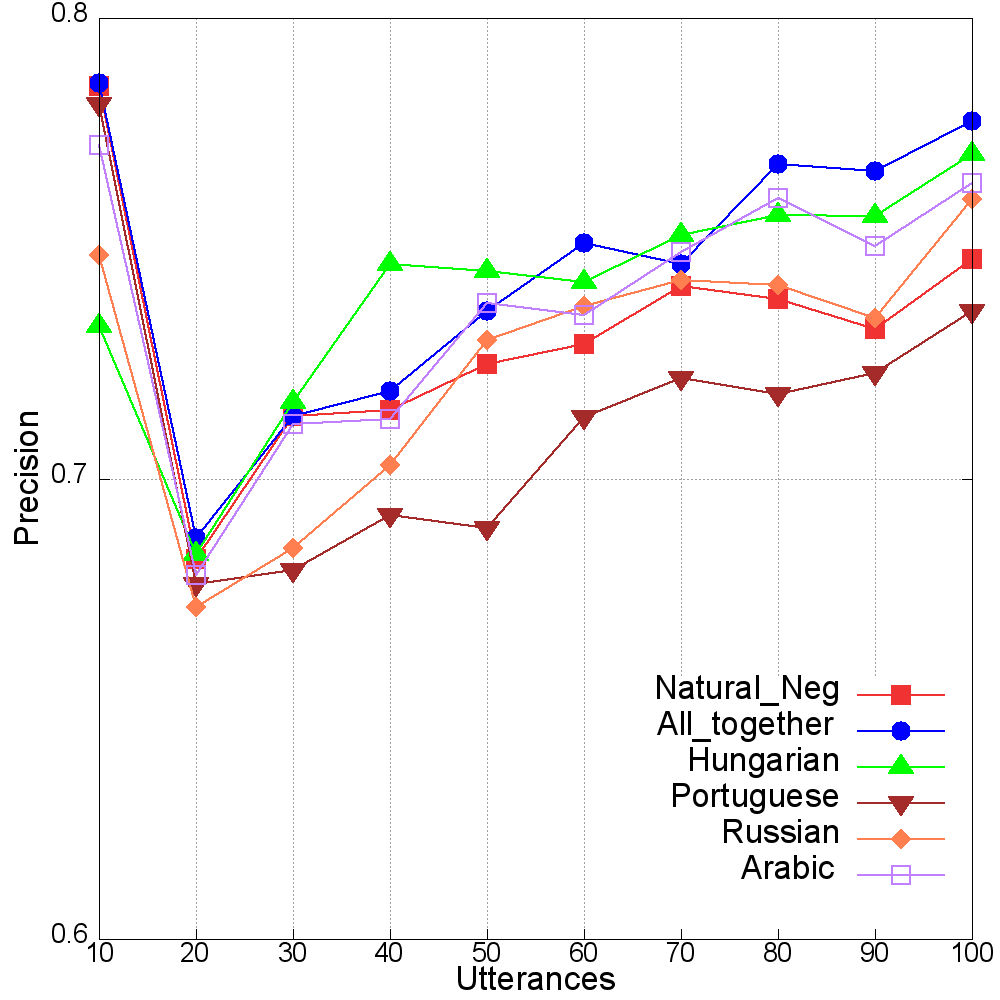 0.8
0.7
0.6
Precision
10 20 30 40 50 60 70 80 90 100
Utterances
Natural_Neg
All_together
Hungarian
Portuguese
Russian
Arabic